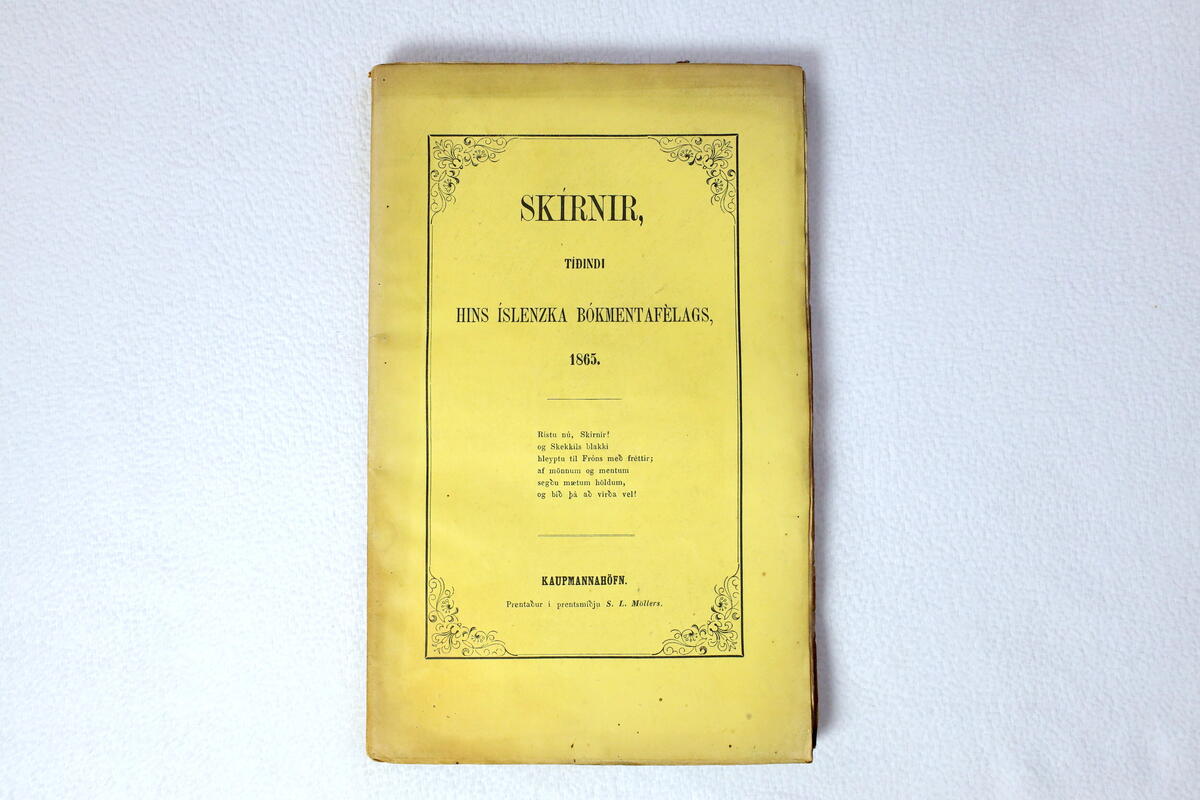 SKÍRNIR,
TÍÐINDI
HINS ÍSLENZKA BÓKMENTAFÈLAGS,
1865.
Ristu nú, Skírnir!
og Skekkils blakki
hleyptu til Fróns með fréttir;
af mönnum og mentum
segðu mætum höldum,
og bið þá að virða vel!
KAUPMANNAHÖFN.
Prentaður í prentsmiðju S. L. Möllers.